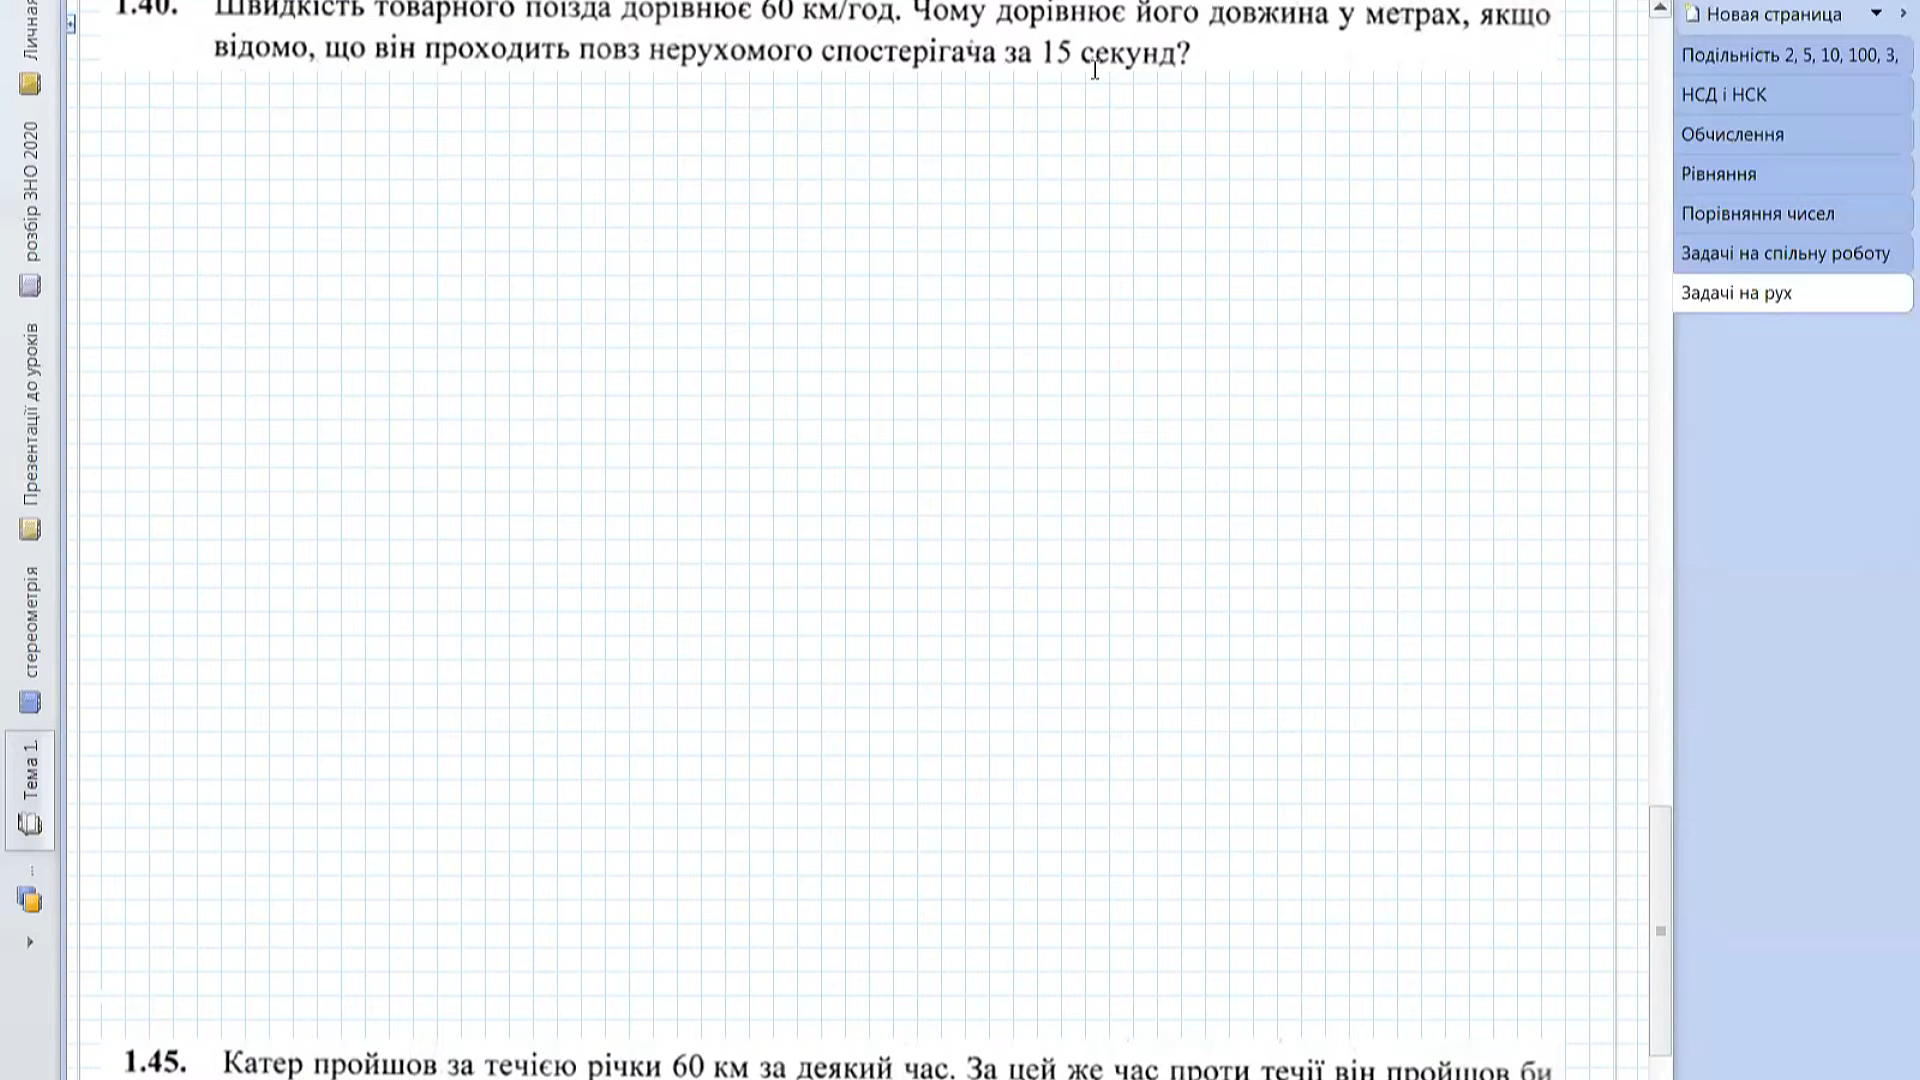 1.40. Швидкість товарного поїзда дорівнює 60 км/год. Чому дорівнює його довжина у метрах, якщо
відомо, що він проходить повз нерухомого спостерігача за 15 секунд?
1.45. Катер пройшов за течією річки 60 км за деякий час. За цей же час проти течії він пройшов би
Личная
розбір ЗНО 2020
Презентації до уроків
стереометрія
Тема 1.
...
Новая страница
Подільність 2, 5, 10, 100, 3,
НСД і НСК
Обчислення
Рівняння
Порівняння чисел
Задачі на спільну роботу
Задачі на рух